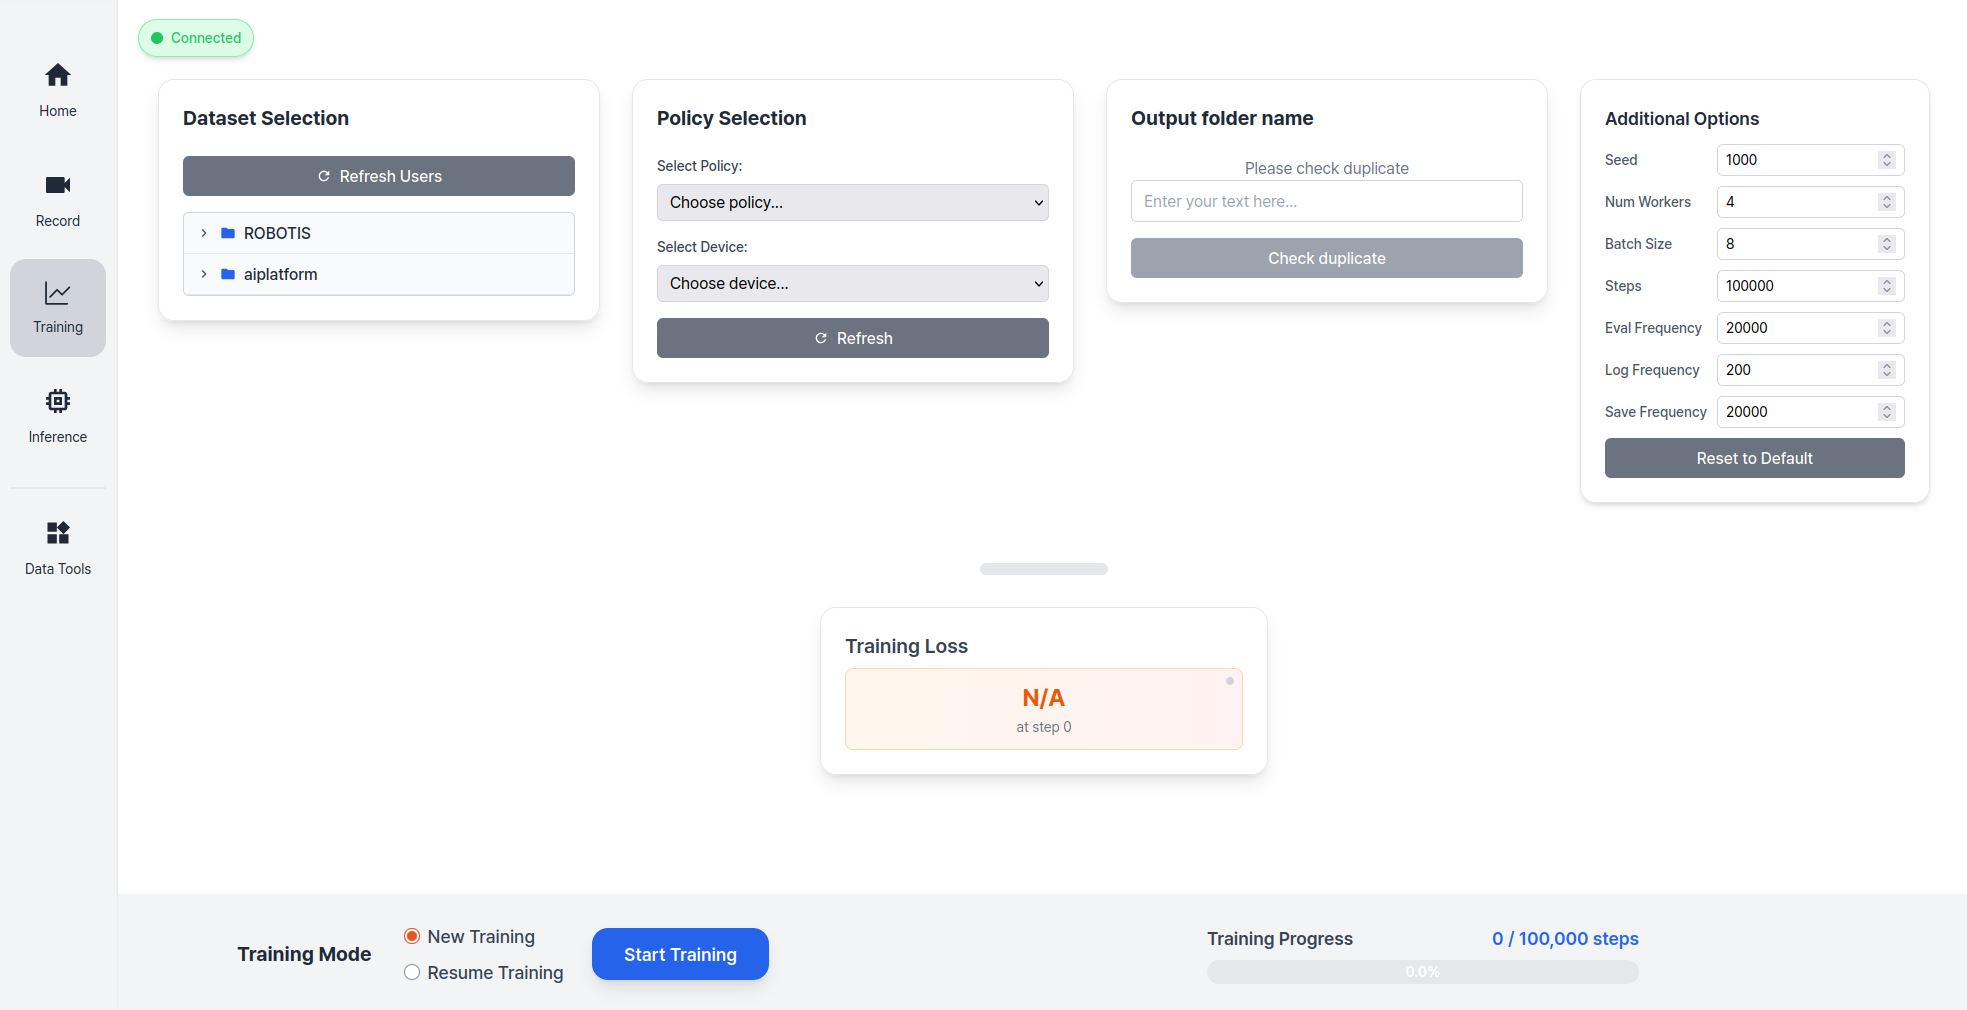 Connected
Home
Record
Training
Inference
Data Tools
Dataset Selection
Refresh Users
ROBOTIS
aiplatform
Policy Selection
Select Policy:
Choose policy...
Select Device:
Choose device...
Refresh
Output folder name
Please check duplicate
Enter your text here...
Check duplicate
Additional Options
Seed 1000
Num Workers 4
Batch Size 8
Steps 100000
Eval Frequency 20000
Log Frequency 200
Save Frequency 20000
Reset to Default
Training Loss
N/A
at step 0
Training Mode
New Training
Resume Training
Start Training
Training Progress 0 / 100,000 steps
0.0%